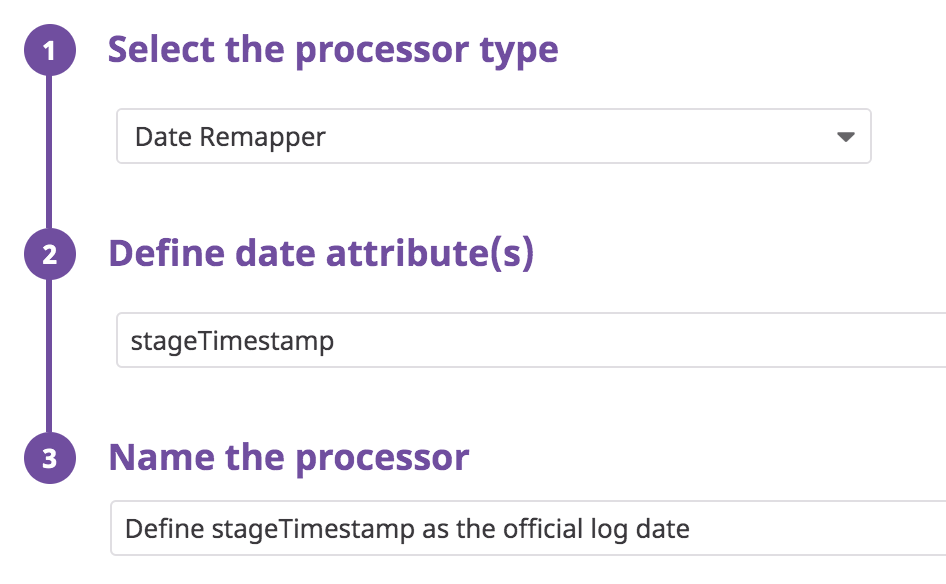 1 Select the processor type
Date Remapper
2 Define date attribute(s)
stageTimestamp
3 Name the processor
Define stageTimestamp as the official log date